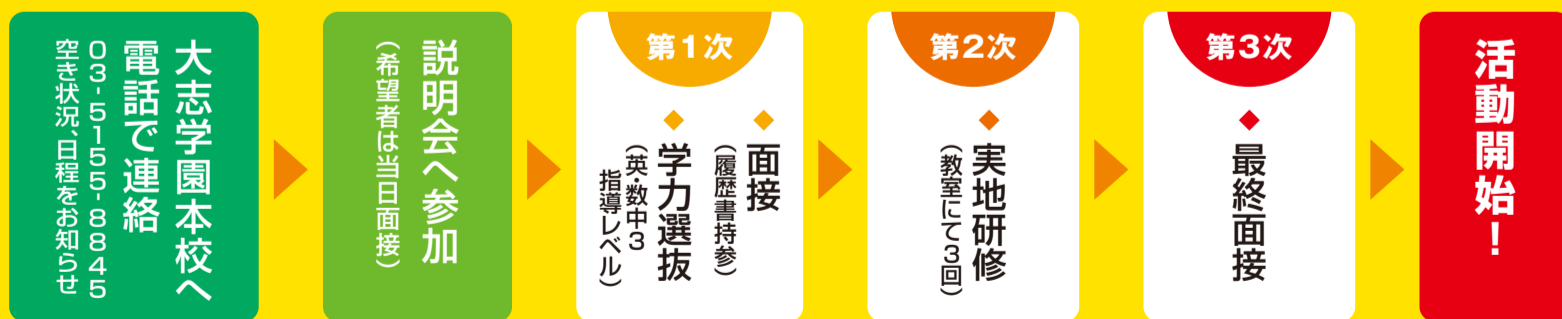 大志学園本校へ
電話で連絡
03-5155-8845
空き状況、日程をお知らせ
説明会へ参加
(希望者は当日面接)
第1次
◆面接
(履歴書持参)
◆学力選抜
(英・数中3
指導レベル)
第2次
◆実地研修
(教室にて3回)
第3次
◆最終面接
活動開始!